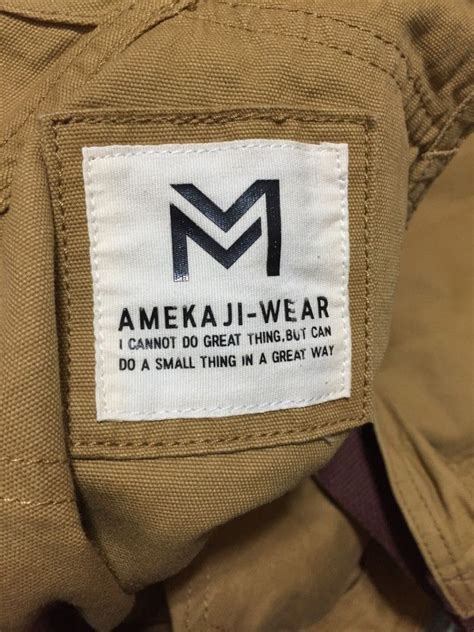 M
AMEKAJI-WEAR
I CANNOT DO GREAT THING,BUT CAN
DO A SMALL THING IN A GREAT WAY